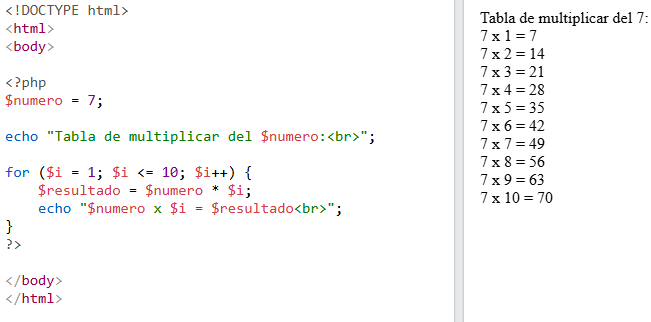 <!DOCTYPE html>
<html>
<body>

<?php
$numero = 7;

echo "Tabla de multiplicar del $numero:<br>";

for ($i = 1; $i <= 10; $i++) {
    $resultado = $numero * $i;
    echo "$numero x $i = $resultado<br>";
}
?>

</body>
</html>

Tabla de multiplicar del 7:
7 x 1 = 7
7 x 2 = 14
7 x 3 = 21
7 x 4 = 28
7 x 5 = 35
7 x 6 = 42
7 x 7 = 49
7 x 8 = 56
7 x 9 = 63
7 x 10 = 70